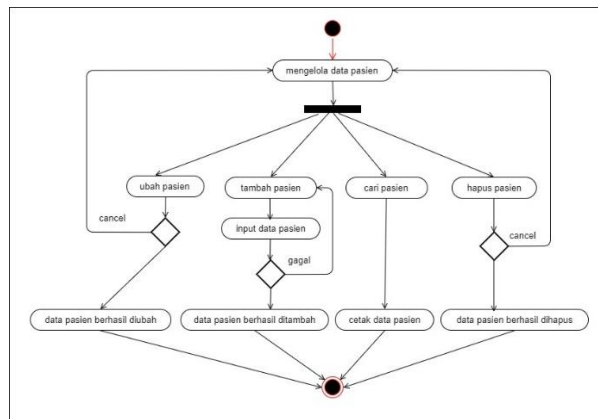 mengelola data pasien
ubah pasien
tambah pasien
cari pasien
hapus pasien
cancel
input data pasien
cancel
gagal
data pasien berhasil diubah
data pasien berhasil ditambah
cetak data pasien
data pasien berhasil dihapus